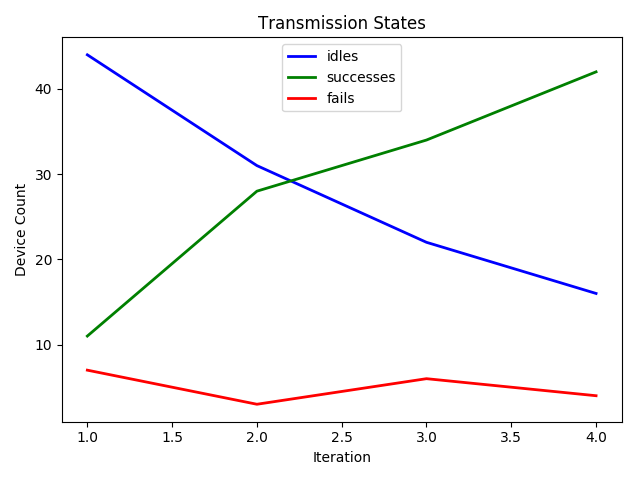 Transmission States
idles
successes
fails
Device Count
40
30
20
10
1.0 1.5 2.0 2.5 3.0 3.5 4.0
Iteration